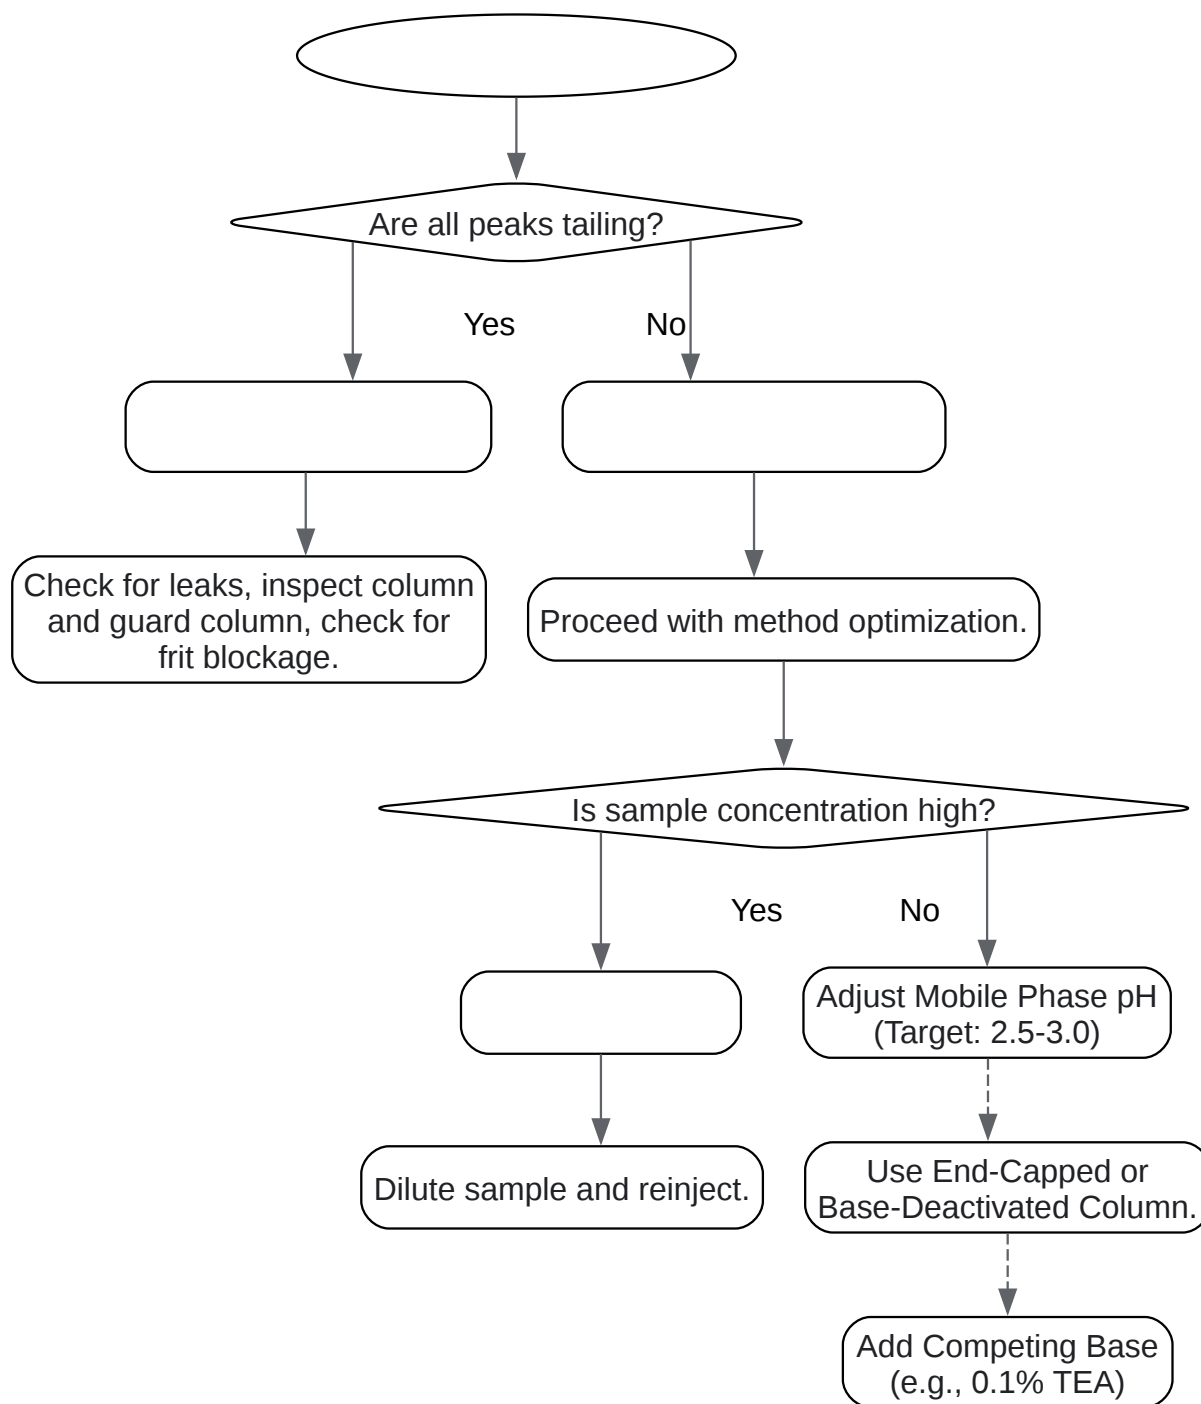 Are all peaks tailing?
Yes
No
Check for leaks, inspect column
and guard column, check for
frit blockage.
Proceed with method optimization.
Is sample concentration high?
Yes
No
Adjust Mobile Phase pH
(Target: 2.5-3.0)
Dilute sample and reinject.
Use End-Capped or
Base-Deactivated Column.
Add Competing Base
(e.g., 0.1% TEA)